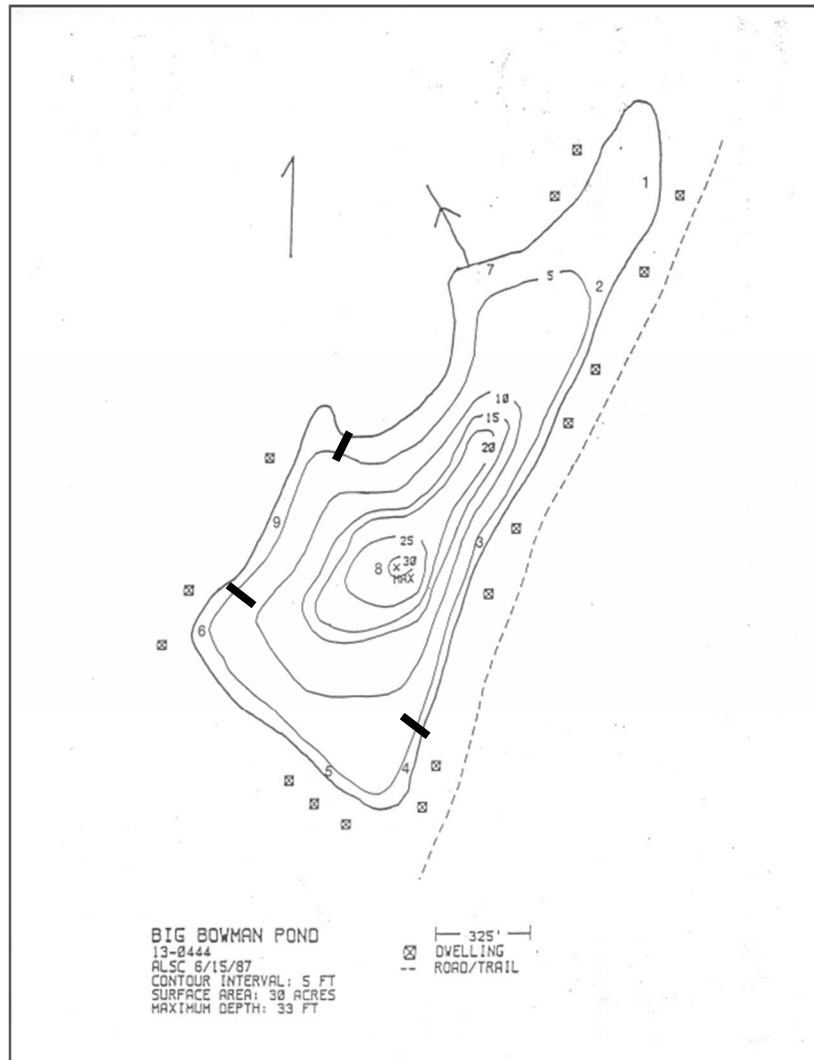 1
7
5
2
10
15
20
9
25
3
8
30
MAX
6
5
4
BIG BOWMAN POND
13-0444
ALSC 6/15/87
CONTOUR INTERVAL: 5 FT
SURFACE AREA: 30 ACRES
MAXIMUM DEPTH: 33 FT
325'
DWELLING
ROAD/TRAIL